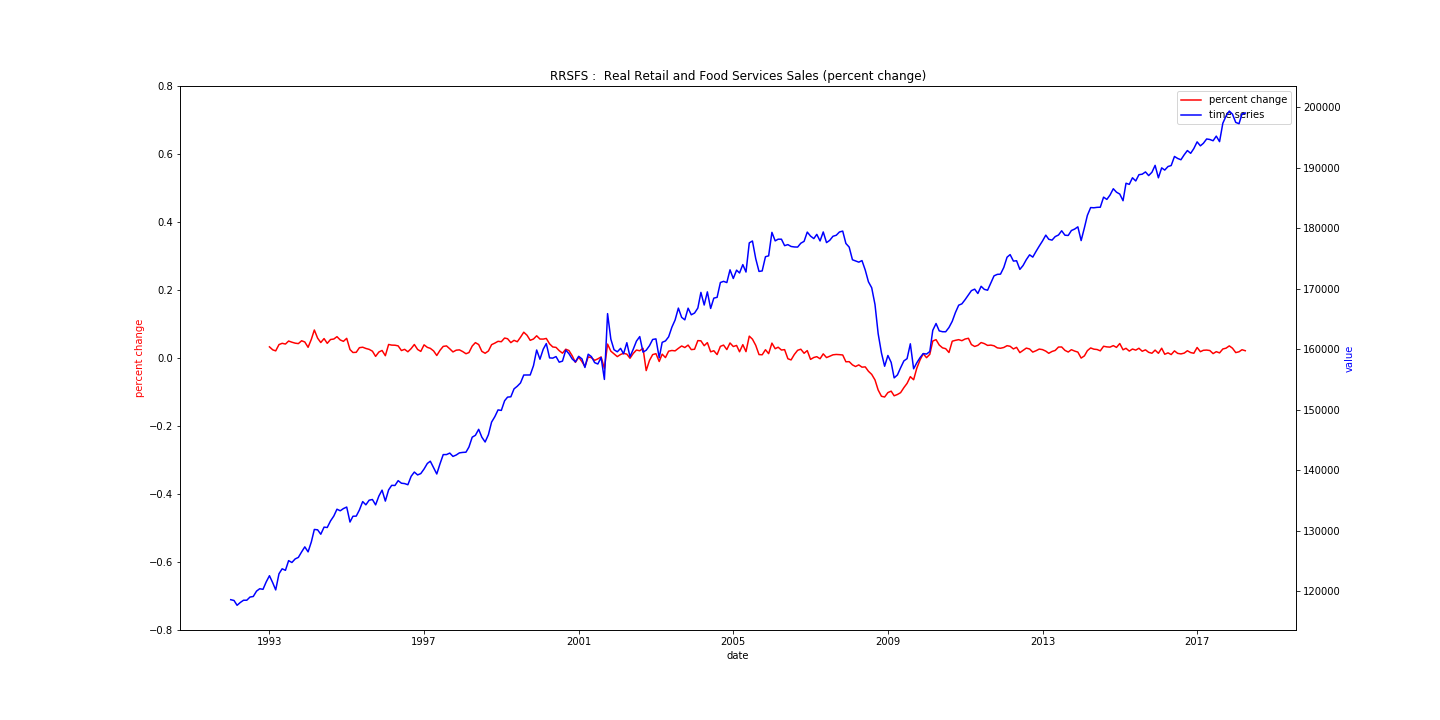 RRSFS :  Real Retail and Food Services Sales (percent change)
percent change
time series
0.8
0.6
0.4
0.2
0.0
−0.2
−0.4
−0.6
−0.8
percent change
200000
190000
180000
170000
160000
150000
140000
130000
120000
value
1993 1997 2001 2005 2009 2013 2017
date